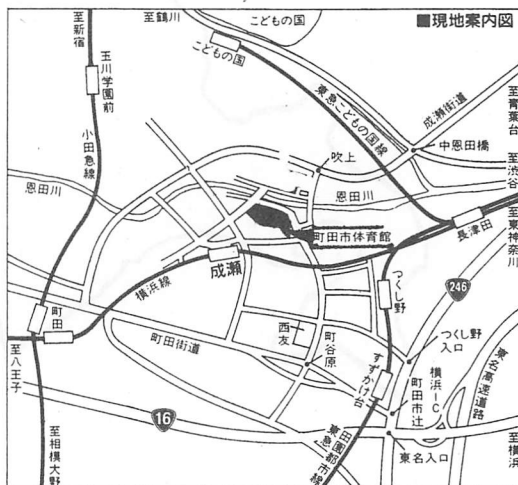 ■現地案内図
至新宿
至鶴川
こどもの国
こどもの国
玉川学園前
東急こどもの国線
成瀬街道
至青葉台
小田急線
中恩田橋
吹上
至渋谷
恩田川
恩田川
町田市体育館
長津田
至東神奈川
成瀬
横浜線
つくし野
246
町田
町田街道
西友
町谷原
つくし野入口
至八王子
すずかけ台
町田市辻
横浜IC
東名高速道路
16
東急田園都市線
東名入口
至横浜
至相模大野